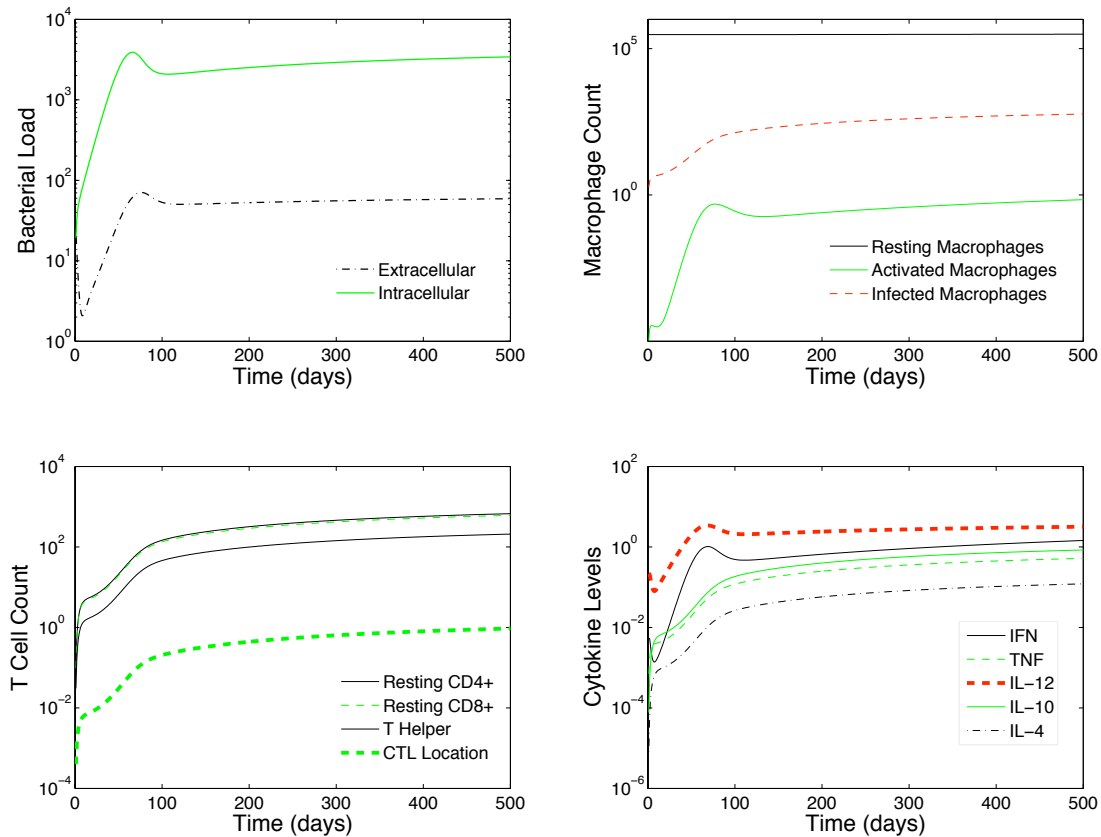 10^4
10^3
10^2
10^1
10^0
Bacterial Load
Extracellular
Intracellular
0 100 200 300 400 500
Time (days)
10^5
10^0
Macrophage Count
Resting Macrophages
Activated Macrophages
Infected Macrophages
0 100 200 300 400 500
Time (days)
10^4
10^2
10^0
10^-2
10^-4
T Cell Count
Resting CD4+
Resting CD8+
T Helper
CTL Location
0 100 200 300 400 500
Time (days)
10^2
10^0
10^-2
10^-4
10^-6
Cytokine Levels
IFN
TNF
IL-12
IL-10
IL-4
0 100 200 300 400 500
Time (days)